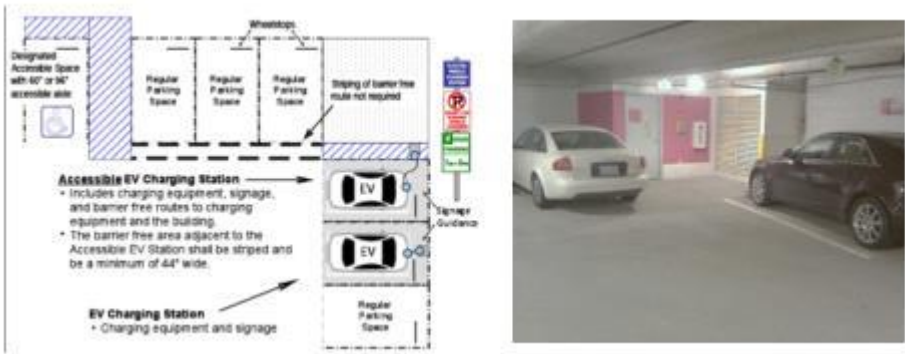 Wheelstops
Designated
Accessible Space
with 60" or 96"
accessible aisle
Regular
Parking
Space
Regular
Parking
Space
Regular
Parking
Space
Striping of barrier free
route not required
Accessible EV Charging Station
• Includes charging equipment, signage,
and barrier free routes to charging
equipment and the building.
• The barrier free area adjacent to the
Accessible EV Station shall be striped and
be a minimum of 44" wide.
EV
Signage
Guidance
EV
EV Charging Station
• Charging equipment and signage
Regular
Parking
Space